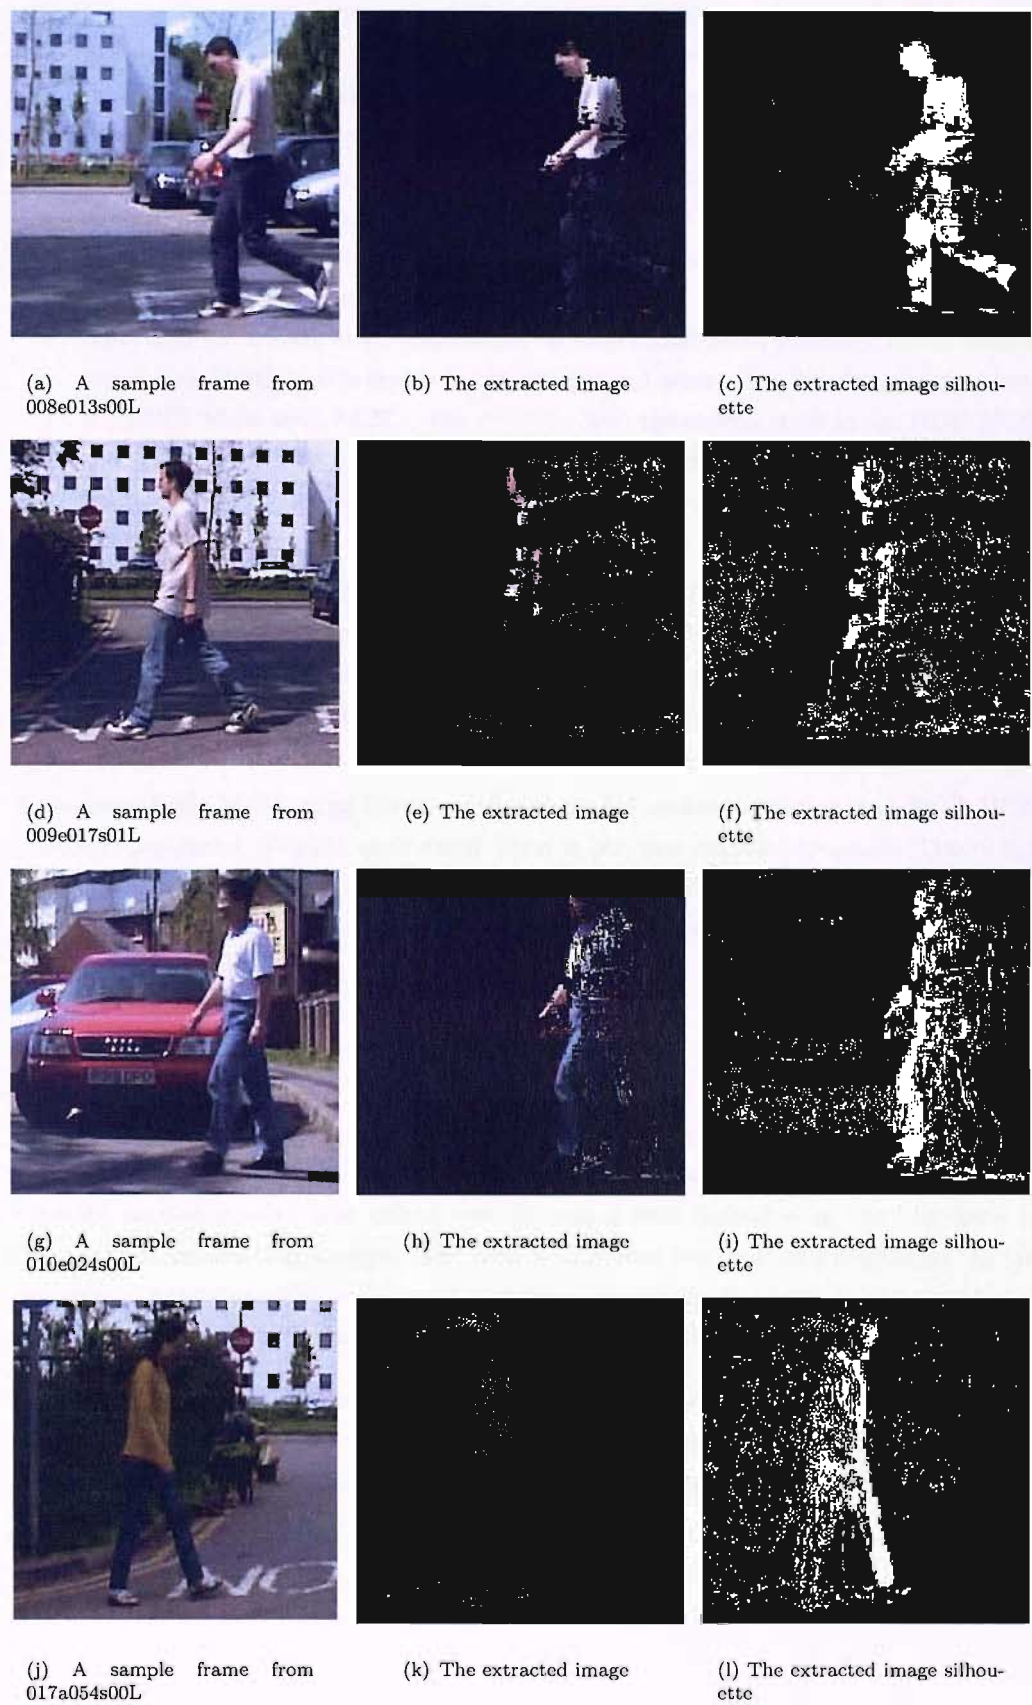 (a) A sample frame from
008e013s00L
(b) The extracted image
(c) The extracted image silhou-
ette
(d) A sample frame from
009e017s01L
(e) The extracted image
(f) The extracted image silhou-
ette
(g) A sample frame from
010e024s00L
(h) The extracted image
(i) The extracted image silhou-
ette
(j) A sample frame from
017a054s00L
(k) The extracted image
(l) The extracted image silhou-
ette